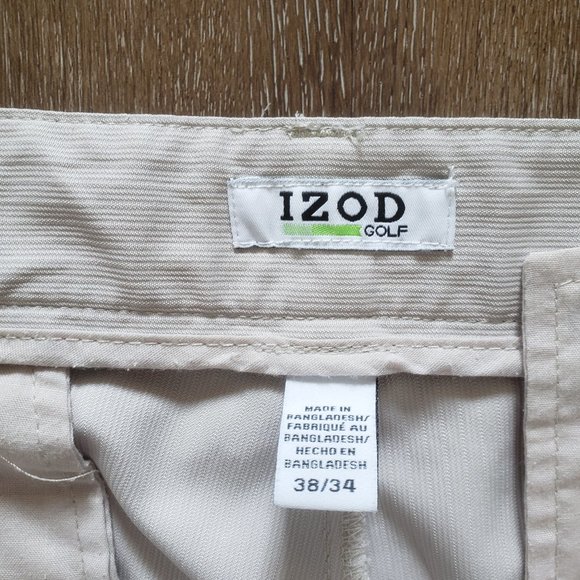 IZOD
GOLF
MADE IN
BANGLADESH/
FABRIQUÉ AU
BANGLADESH/
HECHO EN
BANGLADESH
38/34